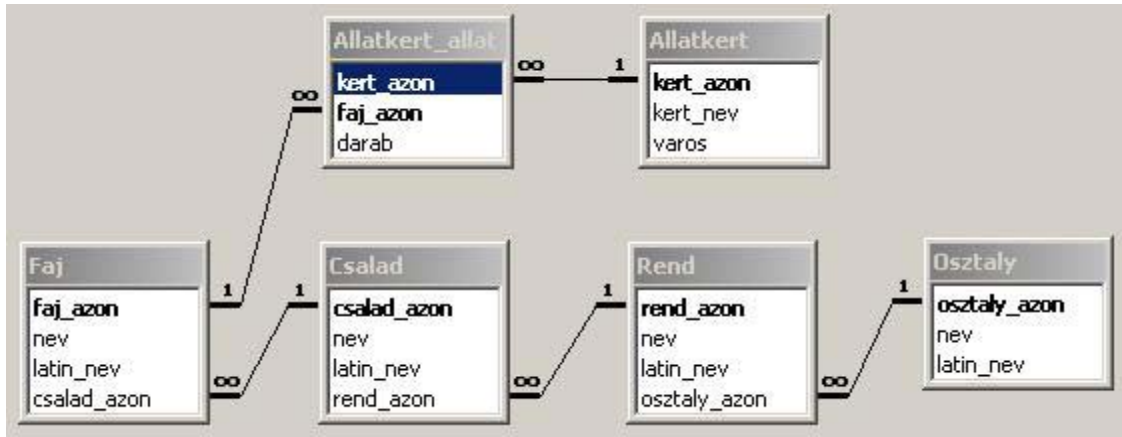 Allatkert_allat
kert_azon
faj_azon
darab
Allatkert
kert_azon
kert_nev
varos
∞ 1
∞
Faj
faj_azon
nev
latin_nev
csalad_azon
1 1
∞
Csalad
csalad_azon
nev
latin_nev
rend_azon
1
∞
Rend
rend_azon
nev
latin_nev
osztaly_azon
1
∞
Osztaly
osztaly_azon
nev
latin_nev